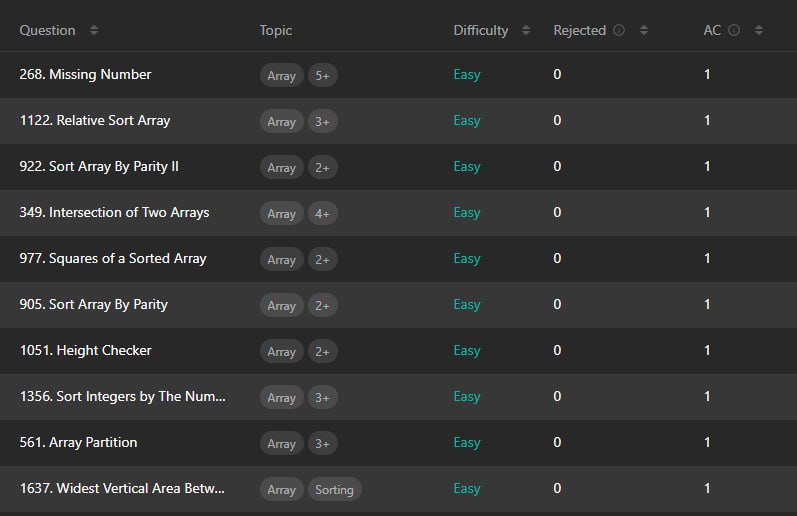 Question Topic Difficulty Rejected AC
268. Missing Number Array 5+ Easy 0 1
1122. Relative Sort Array Array 3+ Easy 0 1
922. Sort Array By Parity II Array 2+ Easy 0 1
349. Intersection of Two Arrays Array 4+ Easy 0 1
977. Squares of a Sorted Array Array 2+ Easy 0 1
905. Sort Array By Parity Array 2+ Easy 0 1
1051. Height Checker Array 2+ Easy 0 1
1356. Sort Integers by The Num... Array 3+ Easy 0 1
561. Array Partition Array 3+ Easy 0 1
1637. Widest Vertical Area Betw... Array Sorting Easy 0 1